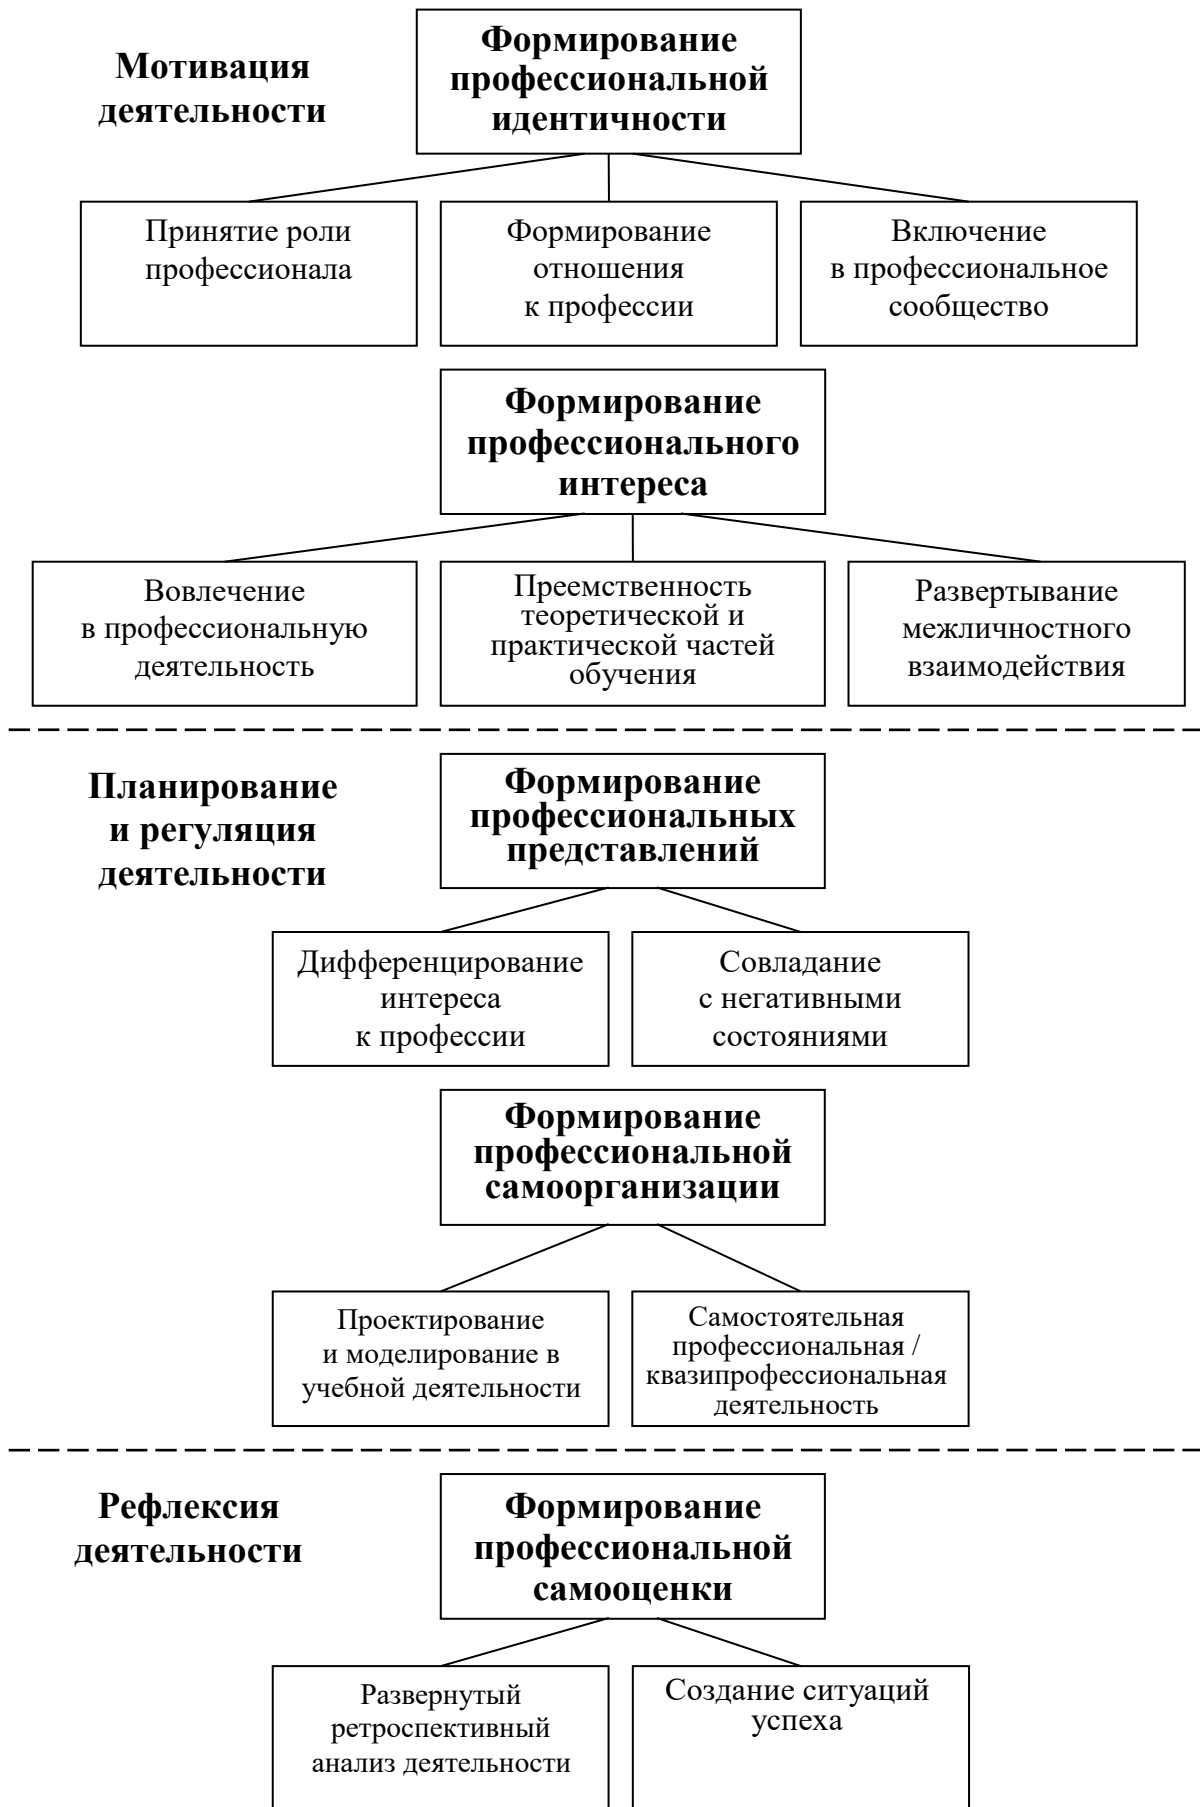 Мотивация
деятельности
Формирование
профессиональной
идентичности
Принятие роли
профессионала
Формирование
отношения
к профессии
Включение
в профессиональное
сообщество
Формирование
профессионального
интереса
Вовлечение
в профессиональную
деятельность
Преемственность
теоретической и
практической частей
обучения
Развертывание
межличностного
взаимодействия
Планирование
и регуляция
деятельности
Формирование
профессиональных
представлений
Дифференцирование
интереса
к профессии
Совладание
с негативными
состояниями
Формирование
профессиональной
самоорганизации
Проектирование
и моделирование в
учебной деятельности
Самостоятельная
профессиональная /
квазипрофессиональная
деятельность
Рефлексия
деятельности
Формирование
профессиональной
самооценки
Развернутый
ретроспективный
анализ деятельности
Создание ситуаций
успеха